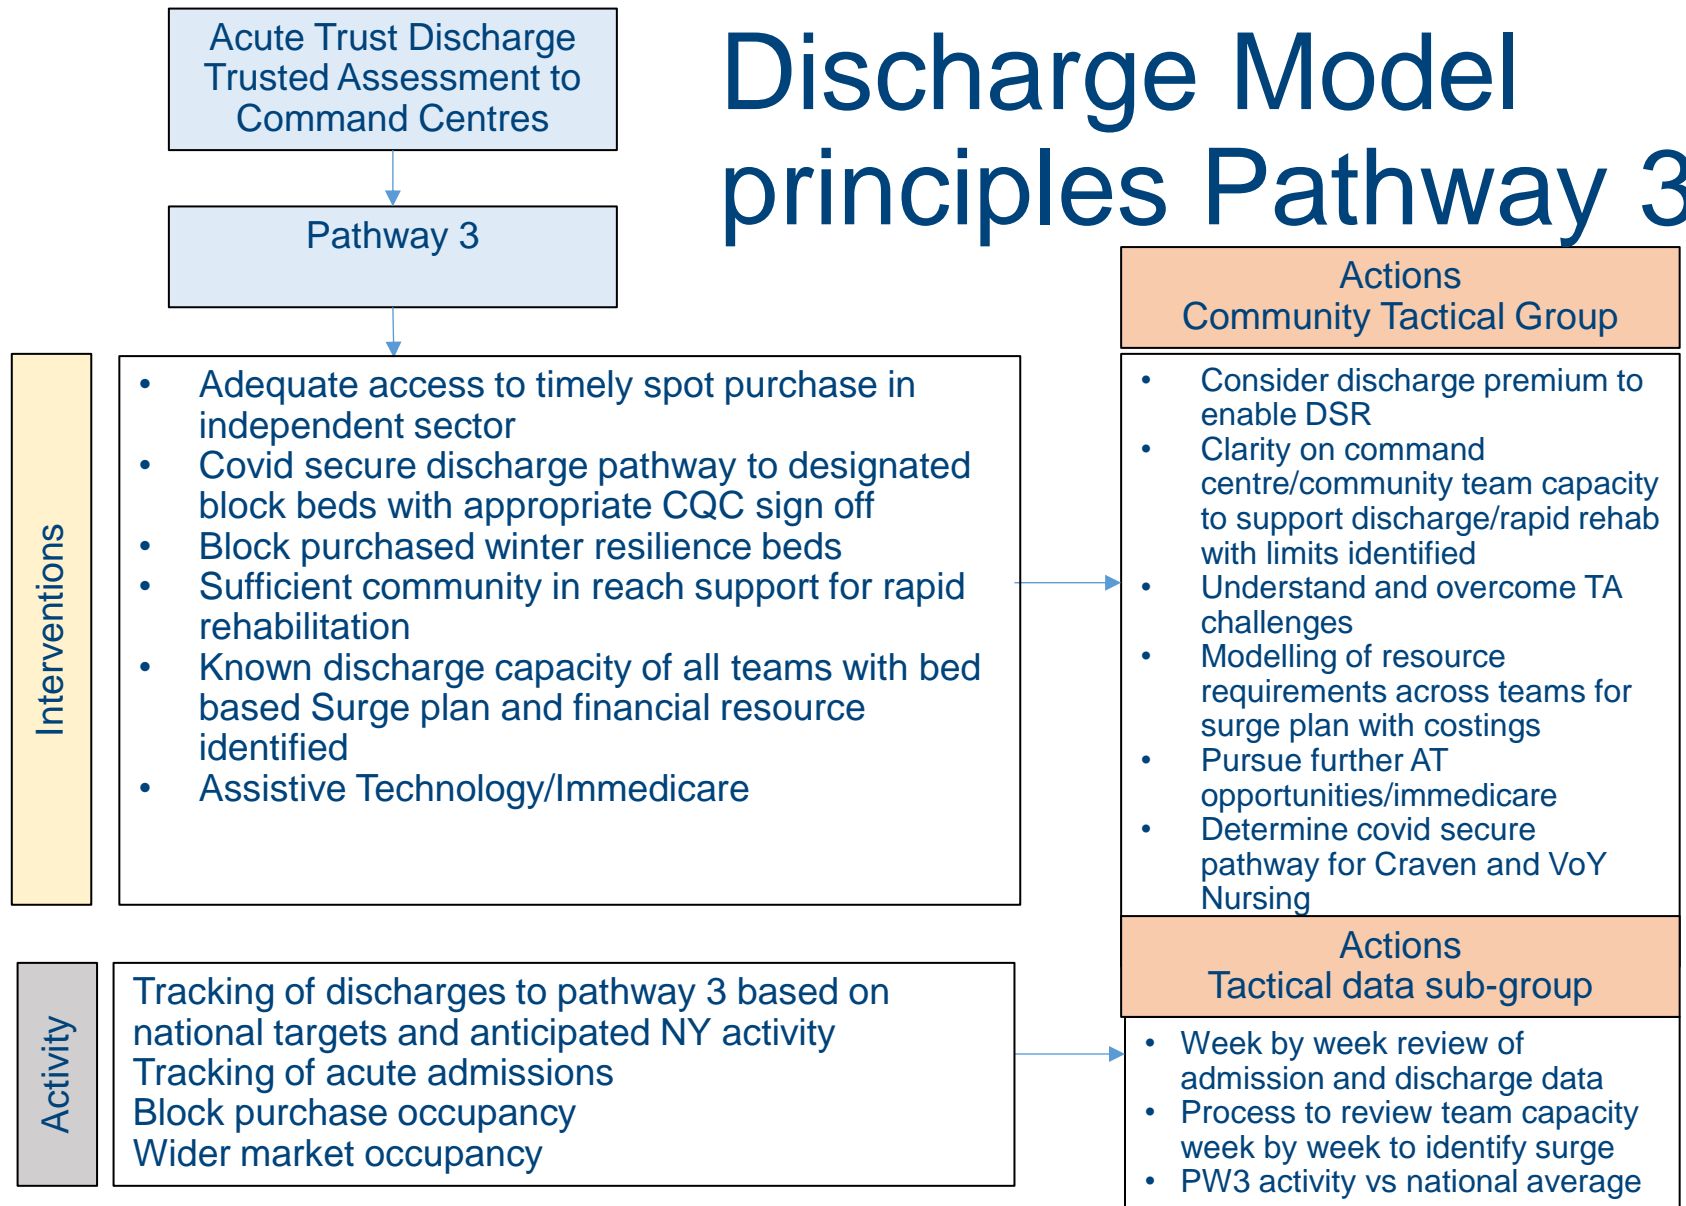 Discharge Model
principles Pathway 3
Acute Trust Discharge
Trusted Assessment to
Command Centres
Pathway 3
Interventions
• Adequate access to timely spot purchase in
independent sector
• Covid secure discharge pathway to designated
block beds with appropriate CQC sign off
• Block purchased winter resilience beds
• Sufficient community in reach support for rapid
rehabilitation
• Known discharge capacity of all teams with bed
based Surge plan and financial resource
identified
• Assistive Technology/Immedicare
Actions
Community Tactical Group
• Consider discharge premium to
enable DSR
• Clarity on command
centre/community team capacity
to support discharge/rapid rehab
with limits identified
• Understand and overcome TA
challenges
• Modelling of resource
requirements across teams for
surge plan with costings
• Pursue further AT
opportunities/immedicare
• Determine covid secure
pathway for Craven and VoY
Nursing
Activity
Tracking of discharges to pathway 3 based on
national targets and anticipated NY activity
Tracking of acute admissions
Block purchase occupancy
Wider market occupancy
Actions
Tactical data sub-group
• Week by week review of
admission and discharge data
• Process to review team capacity
week by week to identify surge
• PW3 activity vs national average